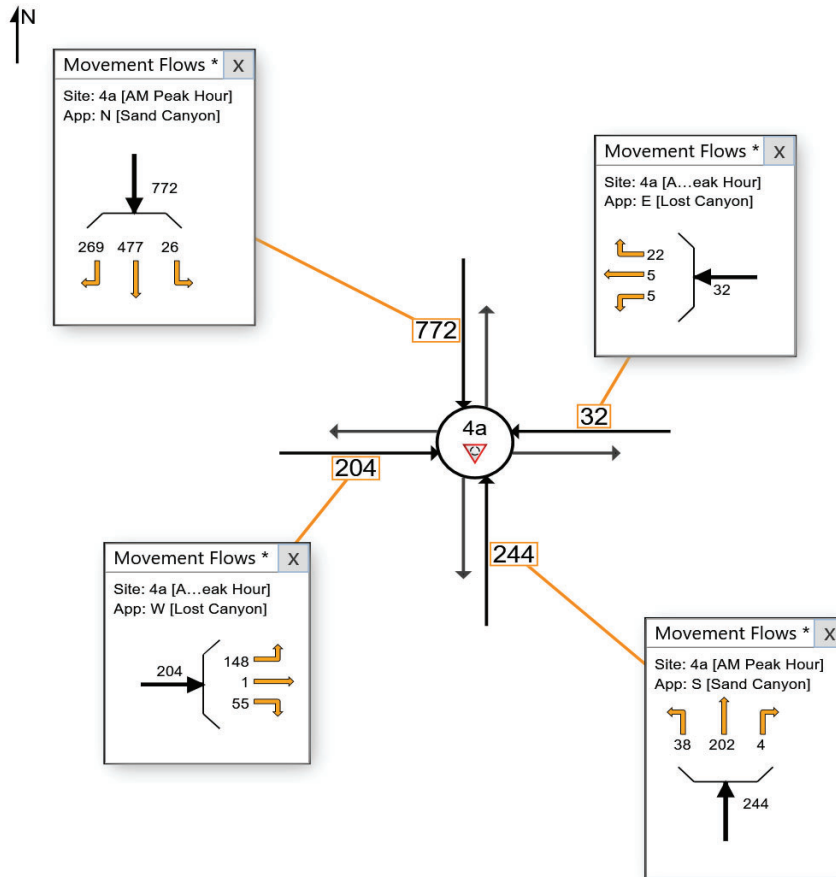 N
Movement Flows * X
Site: 4a [AM Peak Hour]
App: N [Sand Canyon]
772
269 477 26
Movement Flows * X
Site: 4a [A...eak Hour]
App: E [Lost Canyon]
22
5
5
32
772
32
4a
204
244
Movement Flows * X
Site: 4a [A...eak Hour]
App: W [Lost Canyon]
204
148
1
55
Movement Flows * X
Site: 4a [AM Peak Hour]
App: S [Sand Canyon]
38 202 4
244